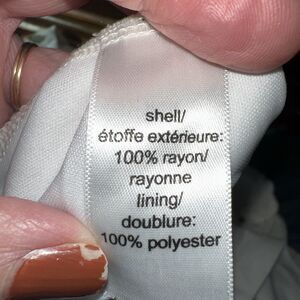 shell/
étoffe extérieure:
100% rayon/
rayonne
lining/
doublure:
100% polyester